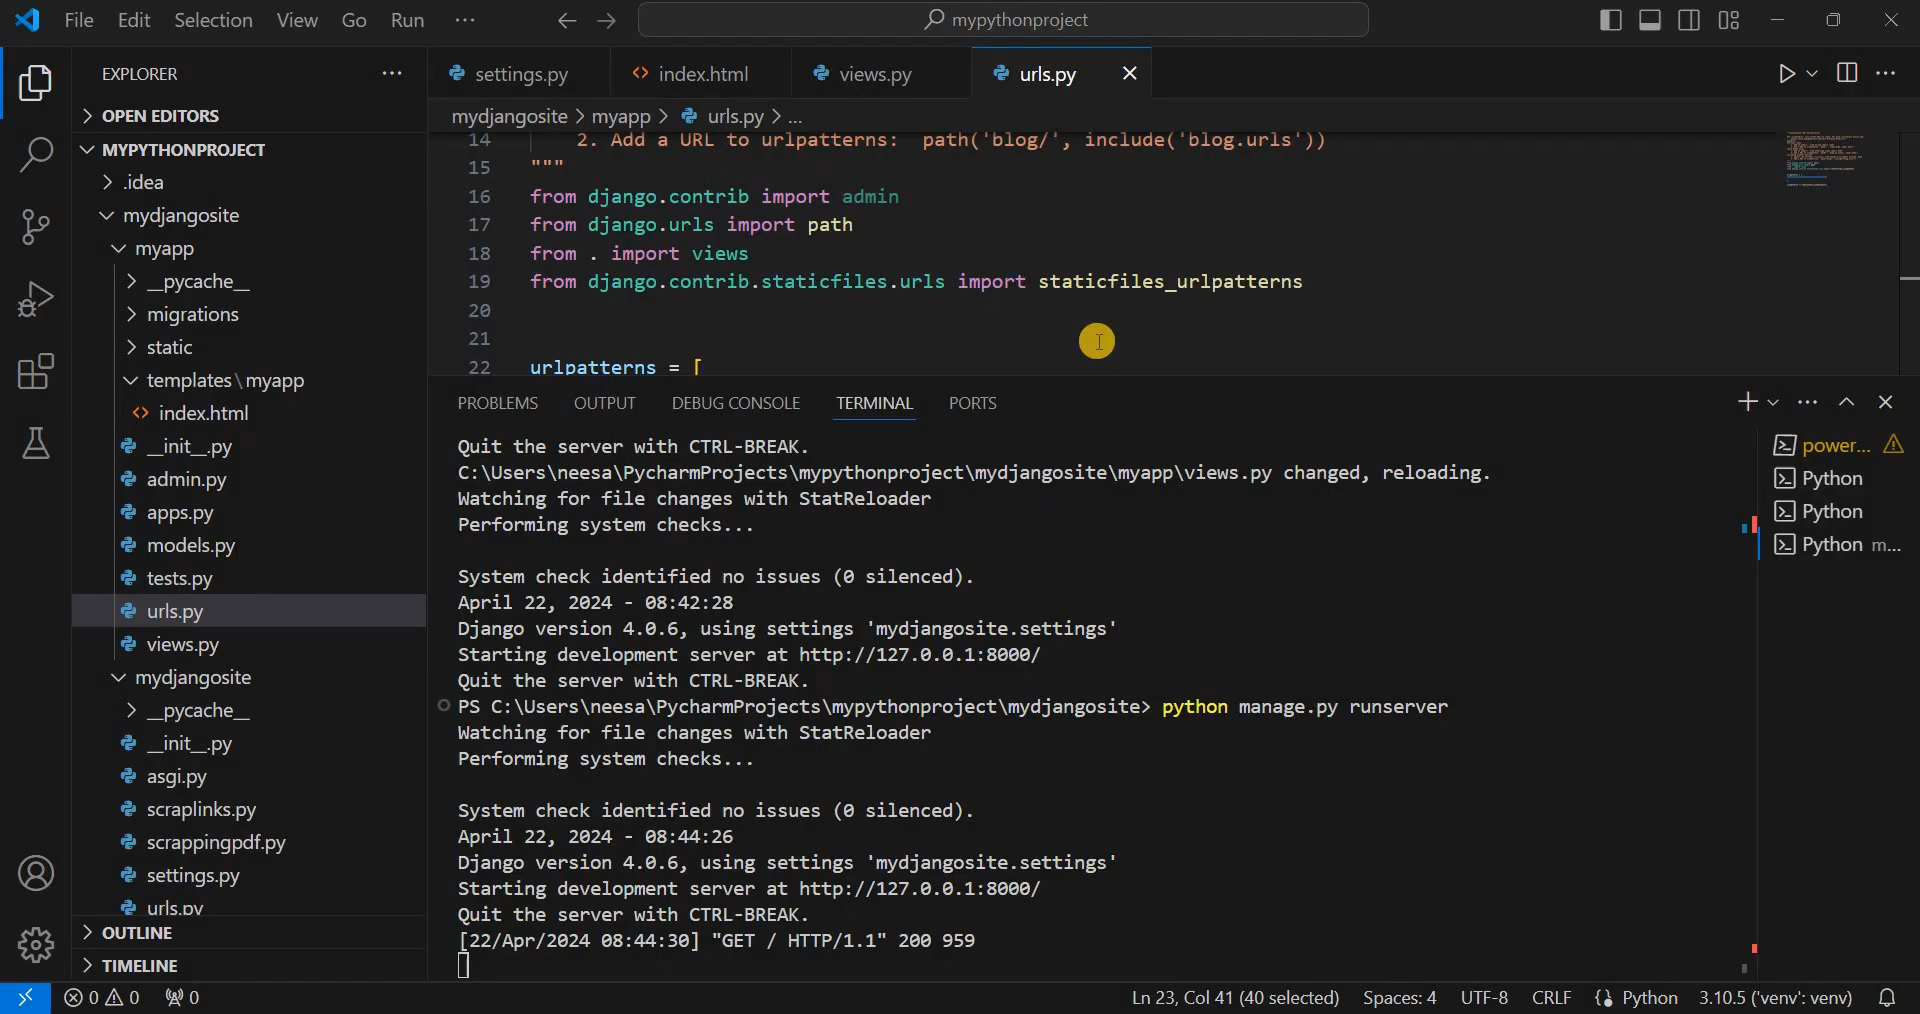 File Edit Selection View Go Run ··· mypythonproject
EXPLORER ···
OPEN EDITORS
MYPYTHONPROJECT
.idea
mydjangosite
myapp
__pycache__
migrations
static
templates\myapp
index.html
__init__.py
admin.py
apps.py
models.py
tests.py
urls.py
views.py
mydjangosite
__pycache__
__init__.py
asgi.py
scraplinks.py
scrappingpdf.py
settings.py
urls.py
OUTLINE
TIMELINE
settings.py index.html views.py urls.py
mydjangosite > myapp > urls.py > ...
14 2. Add a URL to urlpatterns:  path('blog/', include('blog.urls'))
15 """
16 from django.contrib import admin
17 from django.urls import path
18 from . import views
19 from django.contrib.staticfiles.urls import staticfiles_urlpatterns
20
21
22 urlpatterns = [
PROBLEMS OUTPUT DEBUG CONSOLE TERMINAL PORTS
Quit the server with CTRL-BREAK.
C:\Users\neesa\PycharmProjects\mypythonproject\mydjangosite\myapp\views.py changed, reloading.
Watching for file changes with StatReloader
Performing system checks...
System check identified no issues (0 silenced).
April 22, 2024 - 08:42:28
Django version 4.0.6, using settings 'mydjangosite.settings'
Starting development server at http://127.0.0.1:8000/
Quit the server with CTRL-BREAK.
PS C:\Users\neesa\PycharmProjects\mypythonproject\mydjangosite> python manage.py runserver
Watching for file changes with StatReloader
Performing system checks...
System check identified no issues (0 silenced).
April 22, 2024 - 08:44:26
Django version 4.0.6, using settings 'mydjangosite.settings'
Starting development server at http://127.0.0.1:8000/
Quit the server with CTRL-BREAK.
[22/Apr/2024 08:44:30] "GET / HTTP/1.1" 200 959
power...
Python
Python
Python m...
0 0 0 Ln 23, Col 41 (40 selected) Spaces: 4 UTF-8 CRLF Python 3.10.5 ('venv': venv)